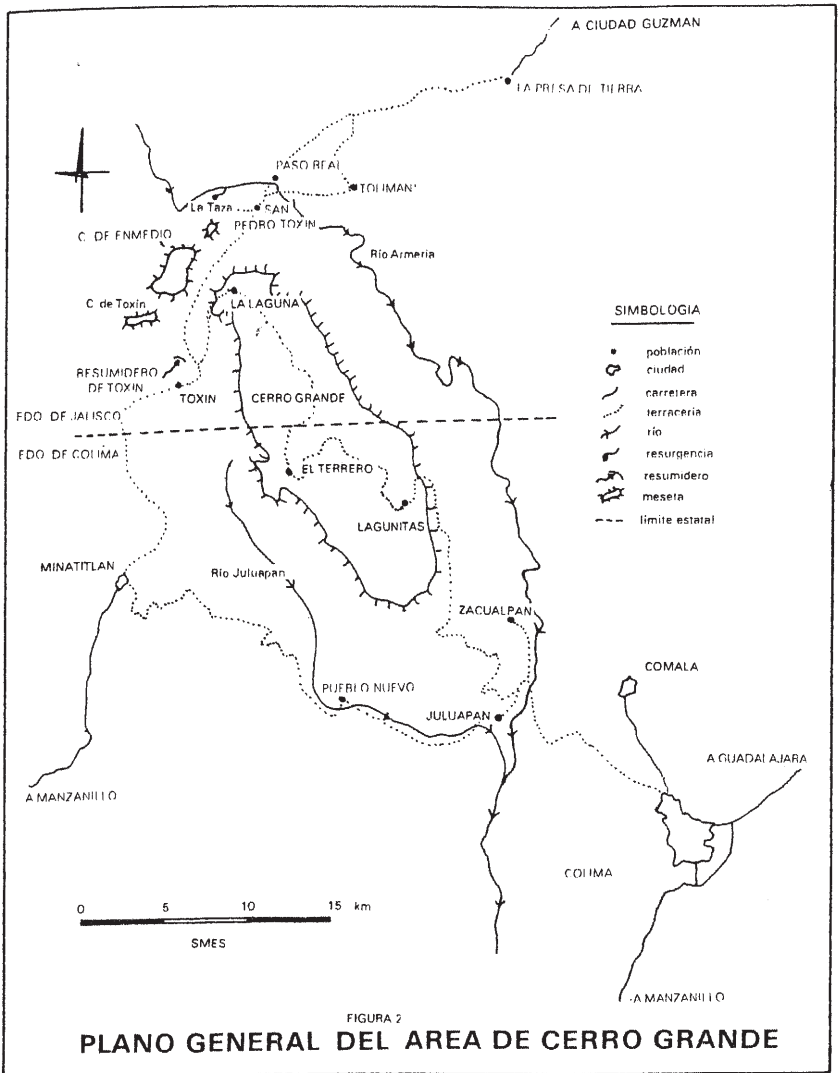 A CIUDAD GUZMAN
LA PRESA DE TIERRA
PASO REAL
TOLIMAN
La Taza
SAN
PEDRO TOXIN
C. DE ENMEDIO
Río Armeria
C. de Toxín
LA LAGUNA
SIMBOLOGIA
población
ciudad
carretera
terracería
río
resurgencia
resumidero
meseta
límite estatal
RESUMIDERO
DE TOXIN
TOXIN
CERRO GRANDE
EDO. DE JALISCO
EDO. DE COLIMA
EL TERRERO
LAGUNITAS
MINATITLAN
Río Juluapan
ZACUALPAN
COMALA
PUEBLO NUEVO
JULUAPAN
A GUADALAJARA
A MANZANILLO
COLIMA
0 5 10 15 km
SMES
A MANZANILLO
FIGURA 2
PLANO GENERAL DEL AREA DE CERRO GRANDE